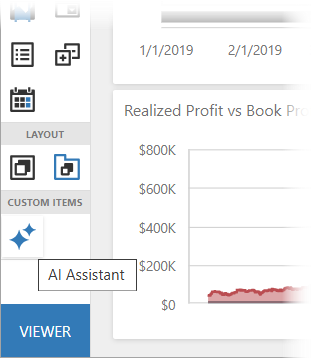 1/1/2019 2/1/2019
LAYOUT
Realized Profit vs Book Pro
$800K
$600K
$400K
$200K
$0
CUSTOM ITEMS
AI Assistant
VIEWER